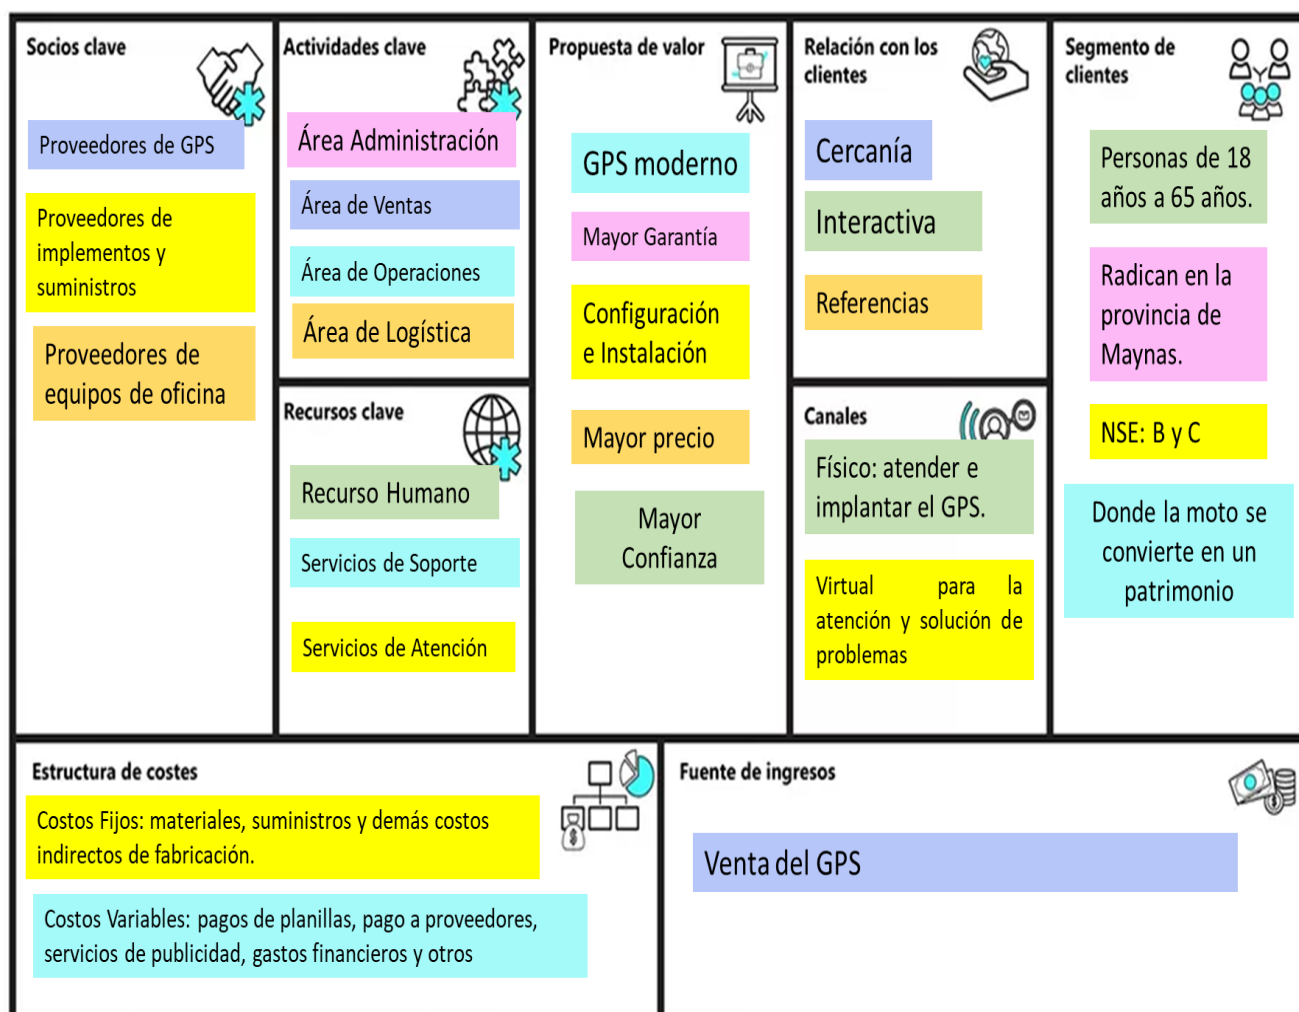 Socios clave
Proveedores de GPS
Proveedores de
implementos y
suministros
Proveedores de
equipos de oficina
Actividades clave
Área Administración
Área de Ventas
Área de Operaciones
Área de Logística
Recursos clave
Recurso Humano
Servicios de Soporte
Servicios de Atención
Propuesta de valor
GPS moderno
Mayor Garantía
Configuración
e Instalación
Mayor precio
Mayor
Confianza
Relación con los
clientes
Cercanía
Interactiva
Referencias
Canales
Físico: atender e
implantar el GPS.
Virtual para la
atención y solución de
problemas
Segmento de
clientes
Personas de 18
años a 65 años.
Radican en la
provincia de
Maynas.
NSE: B y C
Donde la moto se
convierte en un
patrimonio
Estructura de costes
Costos Fijos: materiales, suministros y demás costos
indirectos de fabricación.
Costos Variables: pagos de planillas, pago a proveedores,
servicios de publicidad, gastos financieros y otros
Fuente de ingresos
Venta del GPS